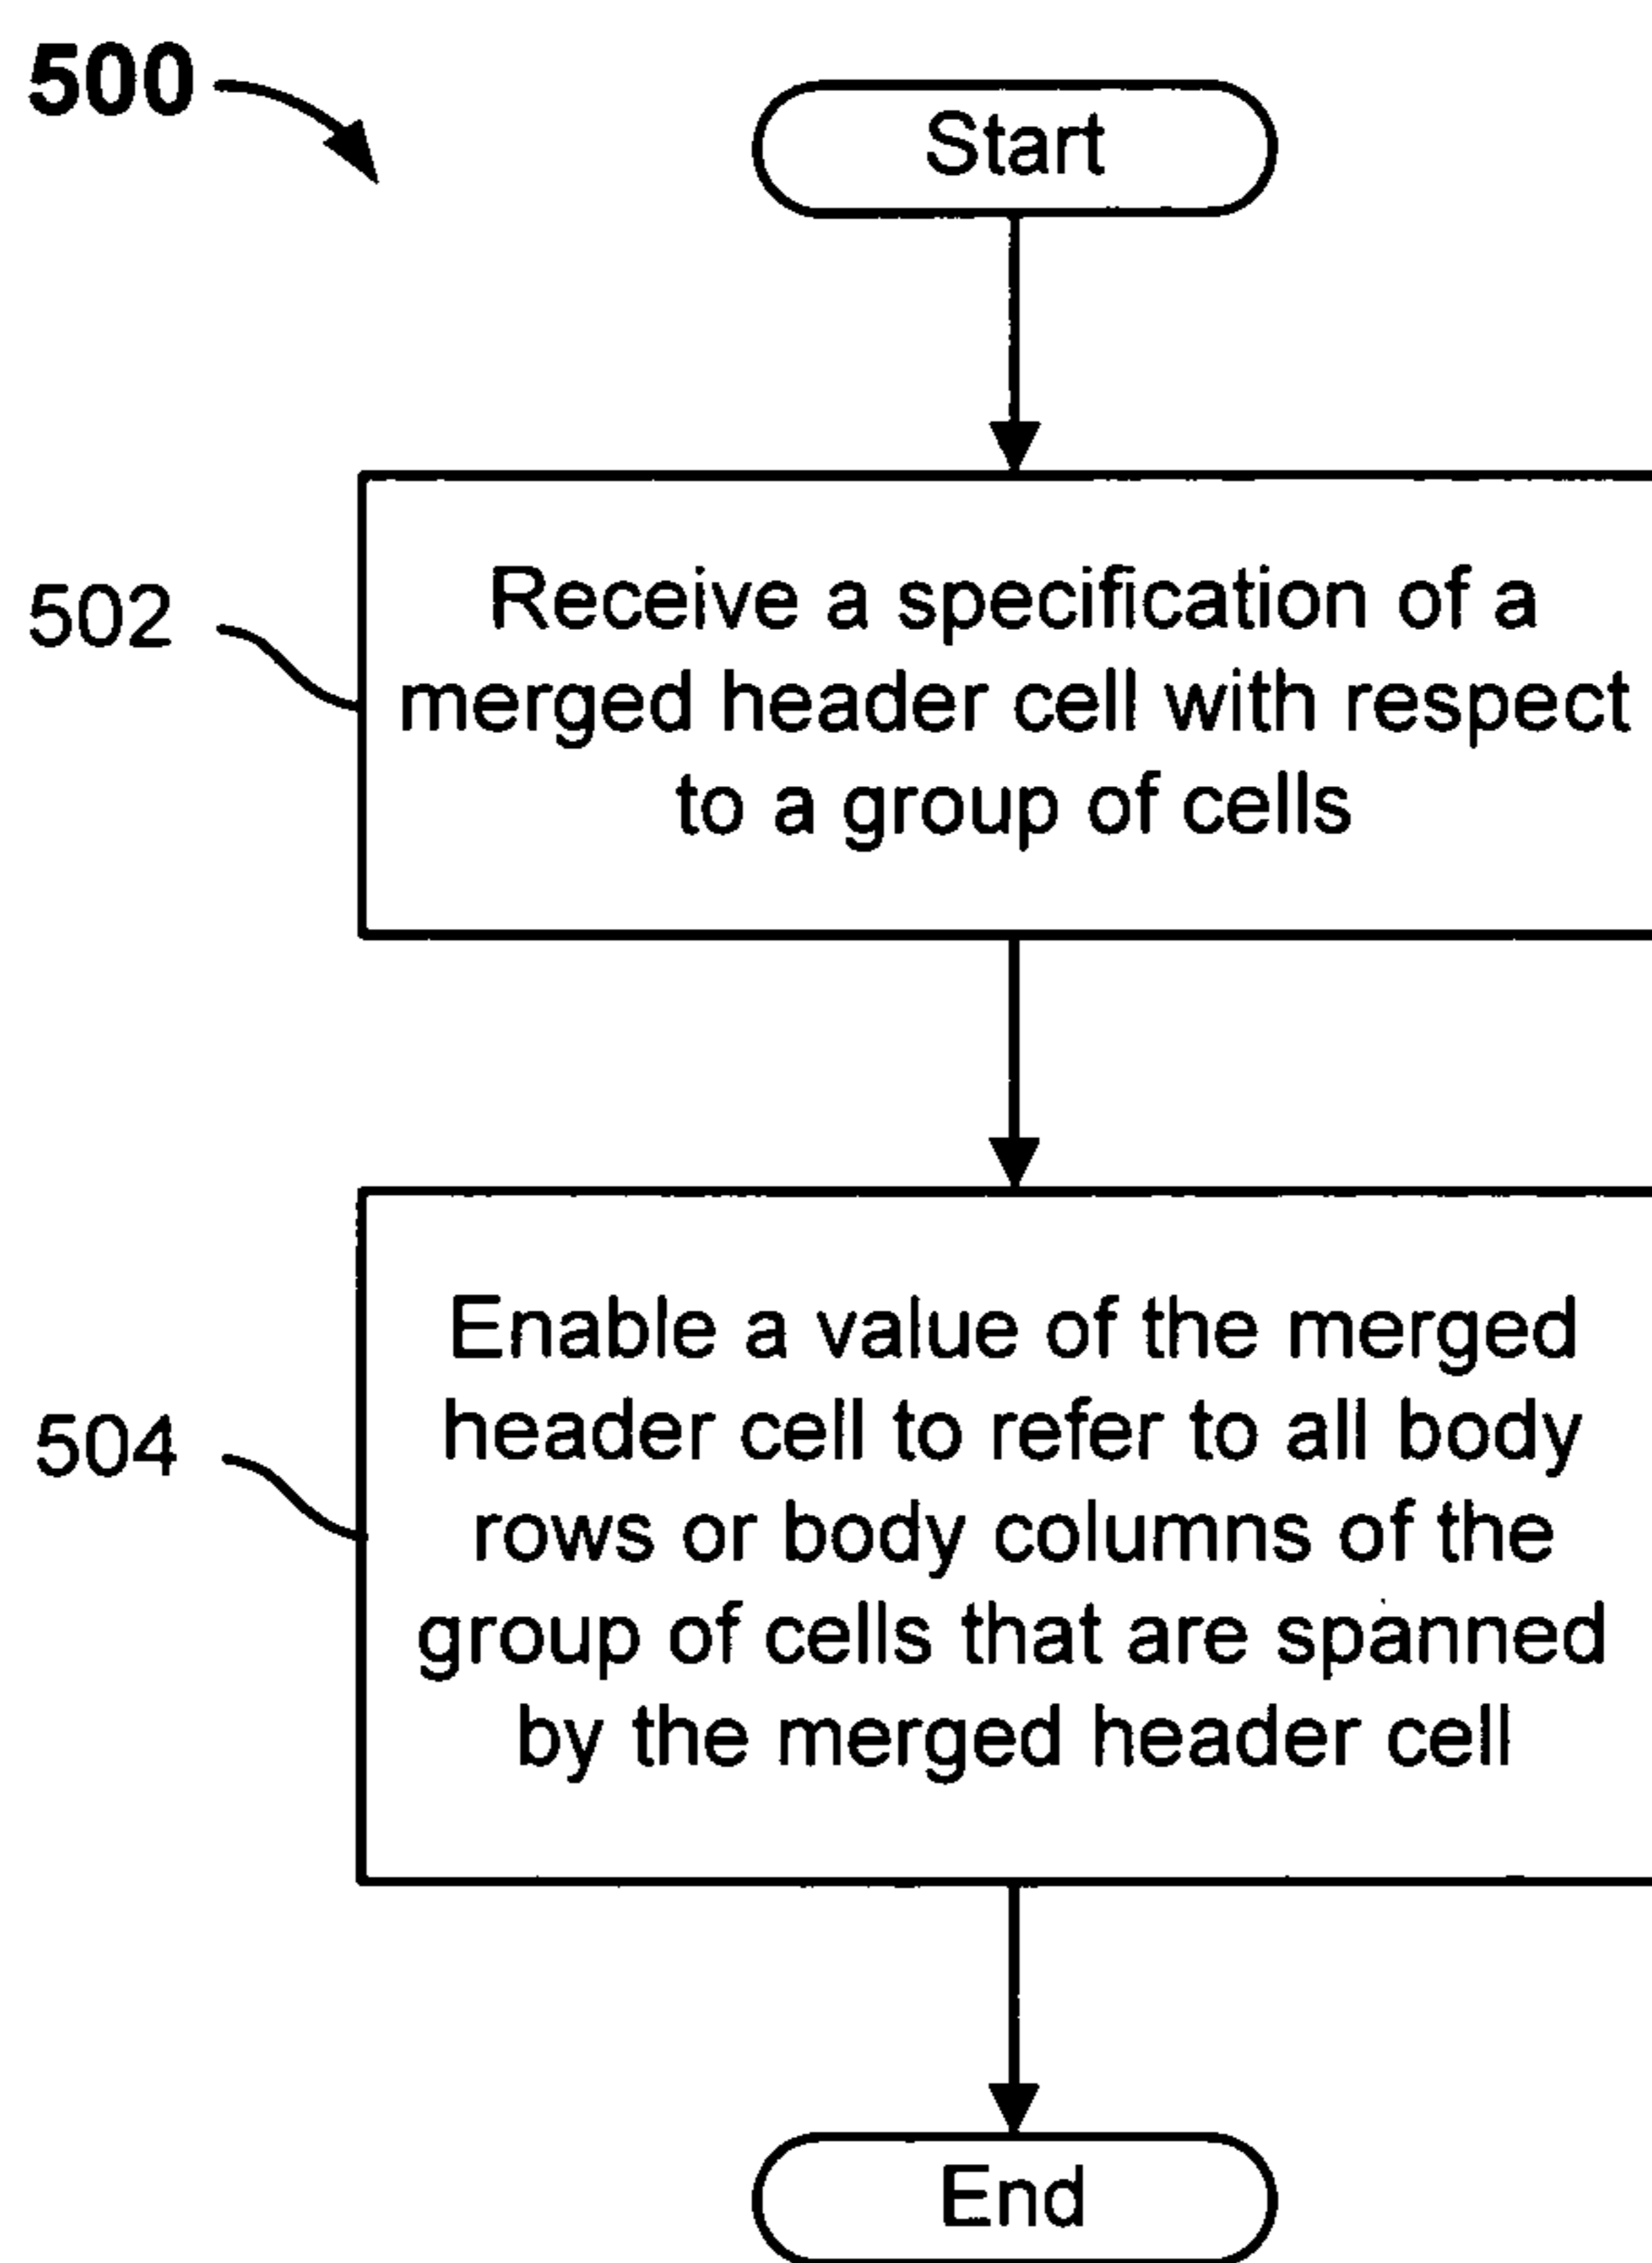 500
Start
502
Receive a specification of a
merged header cell with respect
to a group of cells
504
Enable a value of the merged
header cell to refer to all body
rows or body columns of the
group of cells that are spanned
by the merged header cell
End